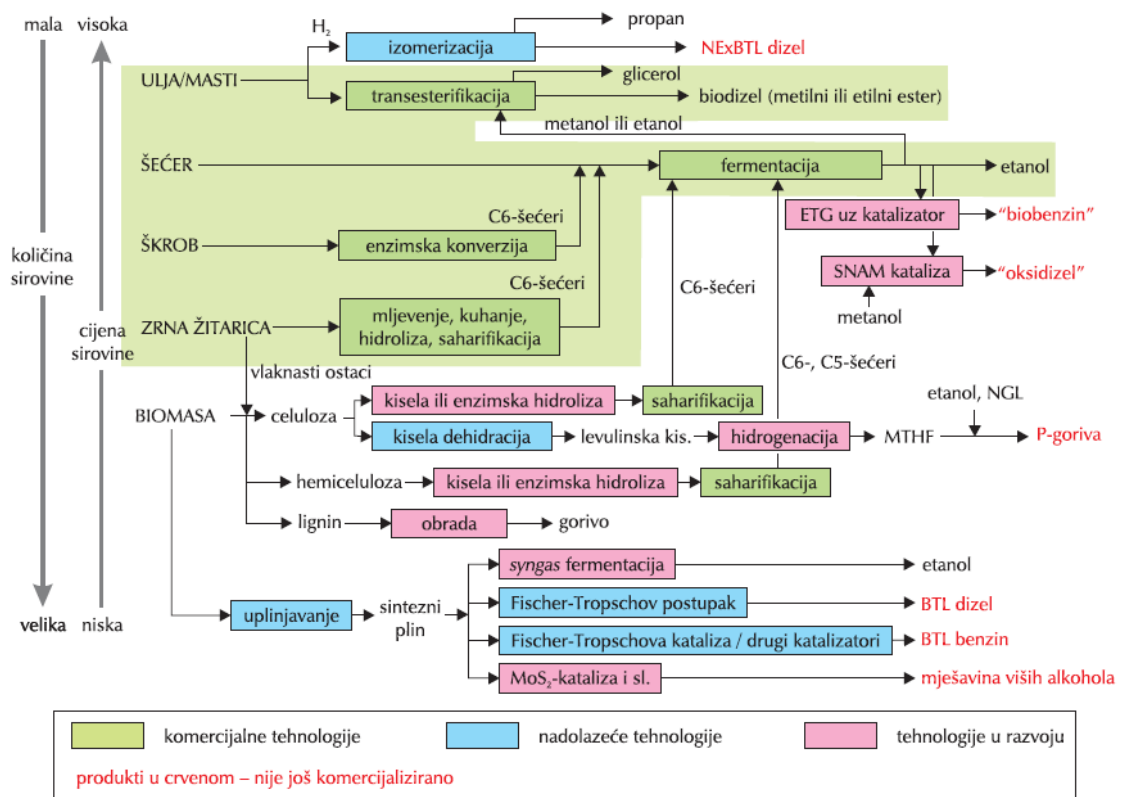 mala visoka
H₂
propan
izomerizacija
NExBTL dizel
ULJA/MASTI
glicerol
transesterifikacija
biodizel (metilni ili etilni ester)
metanol ili etanol
ŠEĆER
fermentacija
etanol
C6-šećeri
ETG uz katalizator
“biobenzin”
ŠKROB
enzimska konverzija
količina
sirovine
SNAM kataliza
“oksidizel”
C6-šećeri
C6-šećeri
metanol
ZRNA ŽITARICA
mljevenje, kuhanje,
hidroliza, saharifikacija
cijena
sirovine
C6-, C5-šećeri
vlaknasti ostaci
etanol, NGL
BIOMASA
celuloza
kisela ili enzimska hidroliza
saharifikacija
kisela dehidracija
levulinska kis.
hidrogenacija
MTHF
P-goriva
hemiceluloza
kisela ili enzimska hidroliza
saharifikacija
lignin
obrada
gorivo
syngas fermentacija
etanol
velika niska
uplinjavanje
sintezni
plin
Fischer-Tropschov postupak
BTL dizel
Fischer-Tropschova kataliza / drugi katalizatori
BTL benzin
MoS₂-kataliza i sl.
mješavina viših alkohola
komercijalne tehnologije
nadolazeće tehnologije
tehnologije u razvoju
produkti u crvenom – nije još komercijalizirano